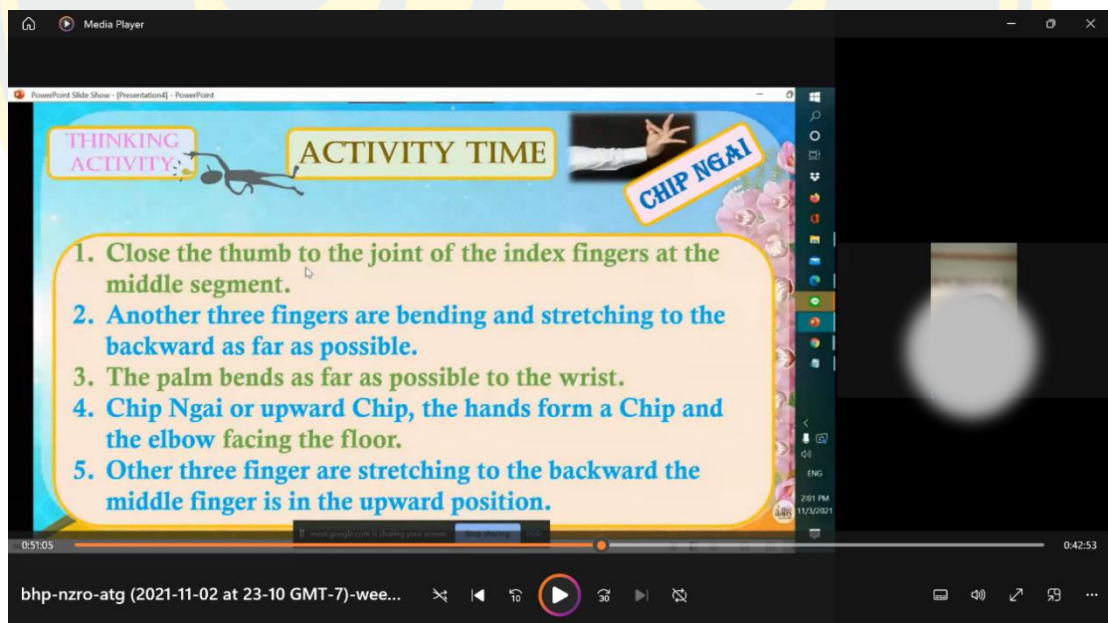 Media Player
PowerPoint Slide Show - [Presentation4] - PowerPoint
THINKING
ACTIVITY
ACTIVITY TIME
CHIP NGAI
1. Close the thumb to the joint of the index fingers at the
middle segment.
2. Another three fingers are bending and stretching to the
backward as far as possible.
3. The palm bends as far as possible to the wrist.
4. Chip Ngai or upward Chip, the hands form a Chip and
the elbow facing the floor.
5. Other three finger are stretching to the backward the
middle finger is in the upward position.
ENG
2:01 PM
11/3/2021
meet.google.com is sharing your screen.
Stop sharing
Hide
0:51:05
0:42:53
bhp-nzro-atg (2021-11-02 at 23-10 GMT-7)-wee...
10
30